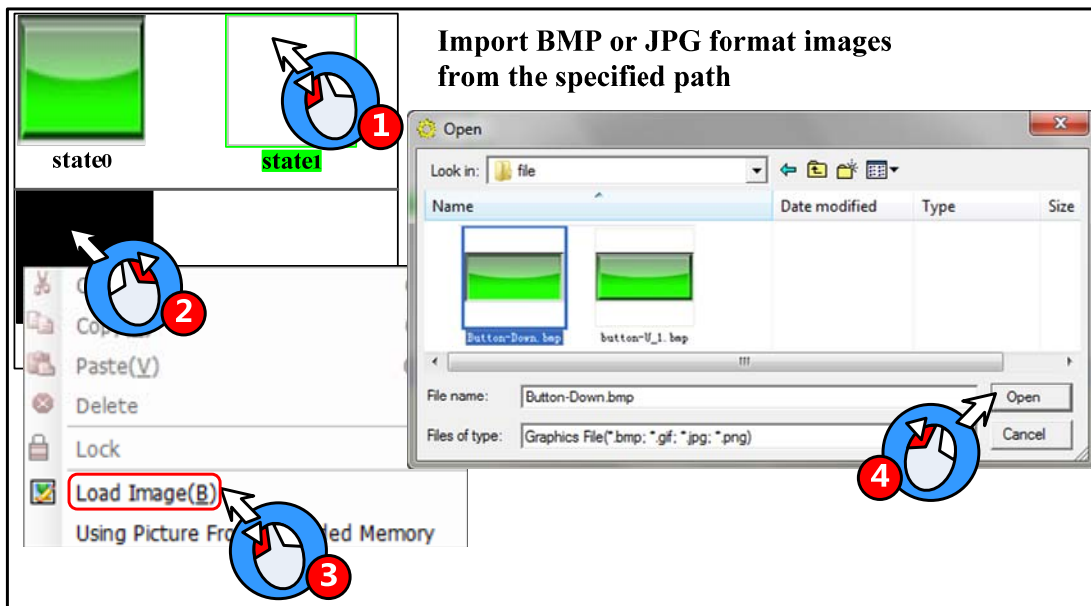 Import BMP or JPG format images
from the specified path
state0
state1
1
2
Paste(V)
Delete
Lock
Load Image(B)
Using Picture Memory
3
Open
Look in: file
Name Date modified Type Size
Button-Down.bmp button-U_1.bmp
File name: Button-Down.bmp Open
Files of type: Graphics File(*.bmp; *.gif; *.jpg; *.png) Cancel
4